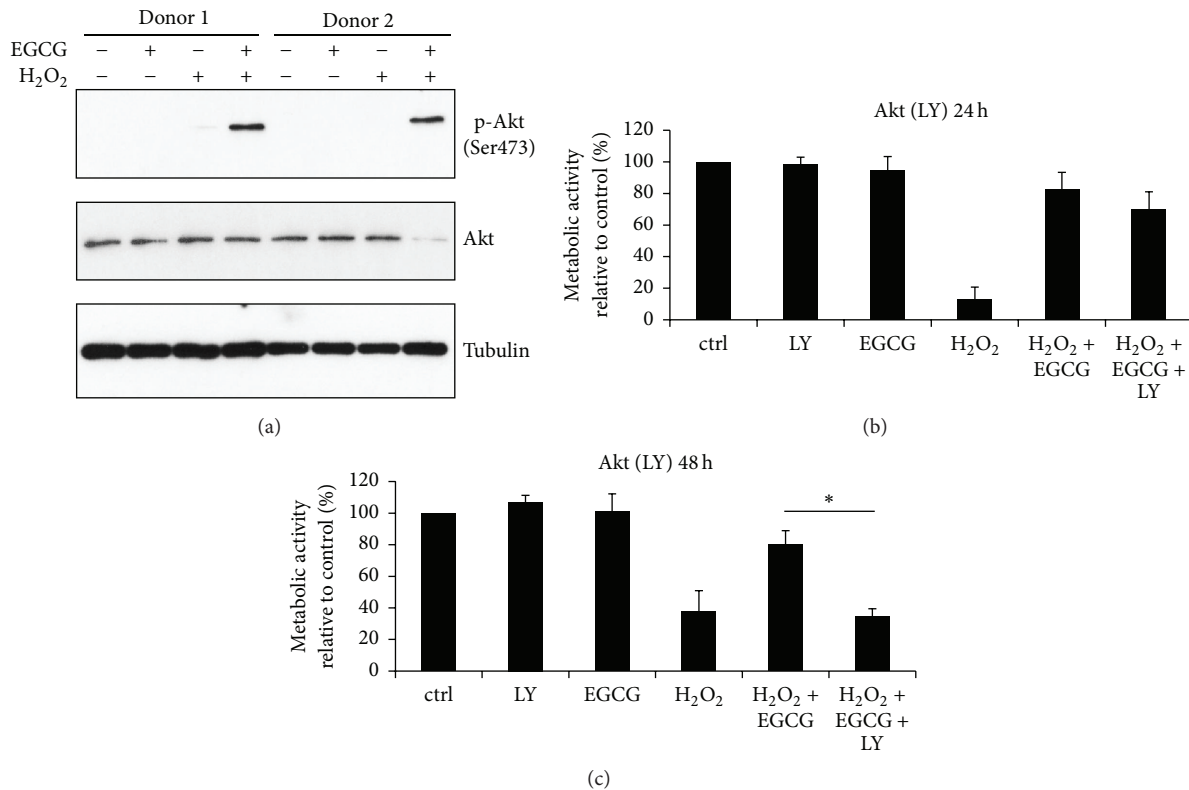 Donor 1 Donor 2
EGCG − + − + − + − +
H₂O₂ − − + + − − + +
p-Akt
(Ser473)
Akt
Tubulin
(a)
Akt (LY) 24 h
Metabolic activity
relative to control (%)
120
100
80
60
40
20
0
ctrl LY EGCG H₂O₂ H₂O₂ + H₂O₂ +
EGCG EGCG +
LY
(b)
Akt (LY) 48 h
Metabolic activity
relative to control (%)
120
100
80
60
40
20
0
*
ctrl LY EGCG H₂O₂ H₂O₂ + H₂O₂ +
EGCG EGCG +
LY
(c)